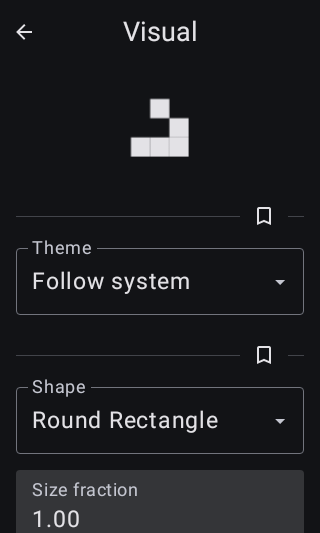 Visual
Theme
Follow system
Shape
Round Rectangle
Size fraction
1.00